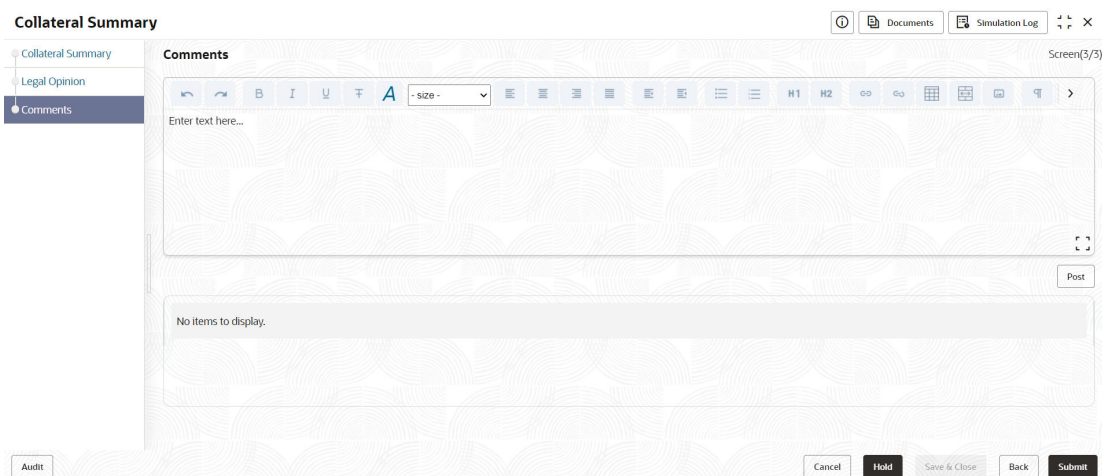 Collateral Summary
Documents
Simulation Log
Collateral Summary
Legal Opinion
Comments
Comments
Screen(3/3)
B I U T A - size - H1 H2
Enter text here...
Post
No items to display.
Audit
Cancel
Hold
Save & Close
Back
Submit